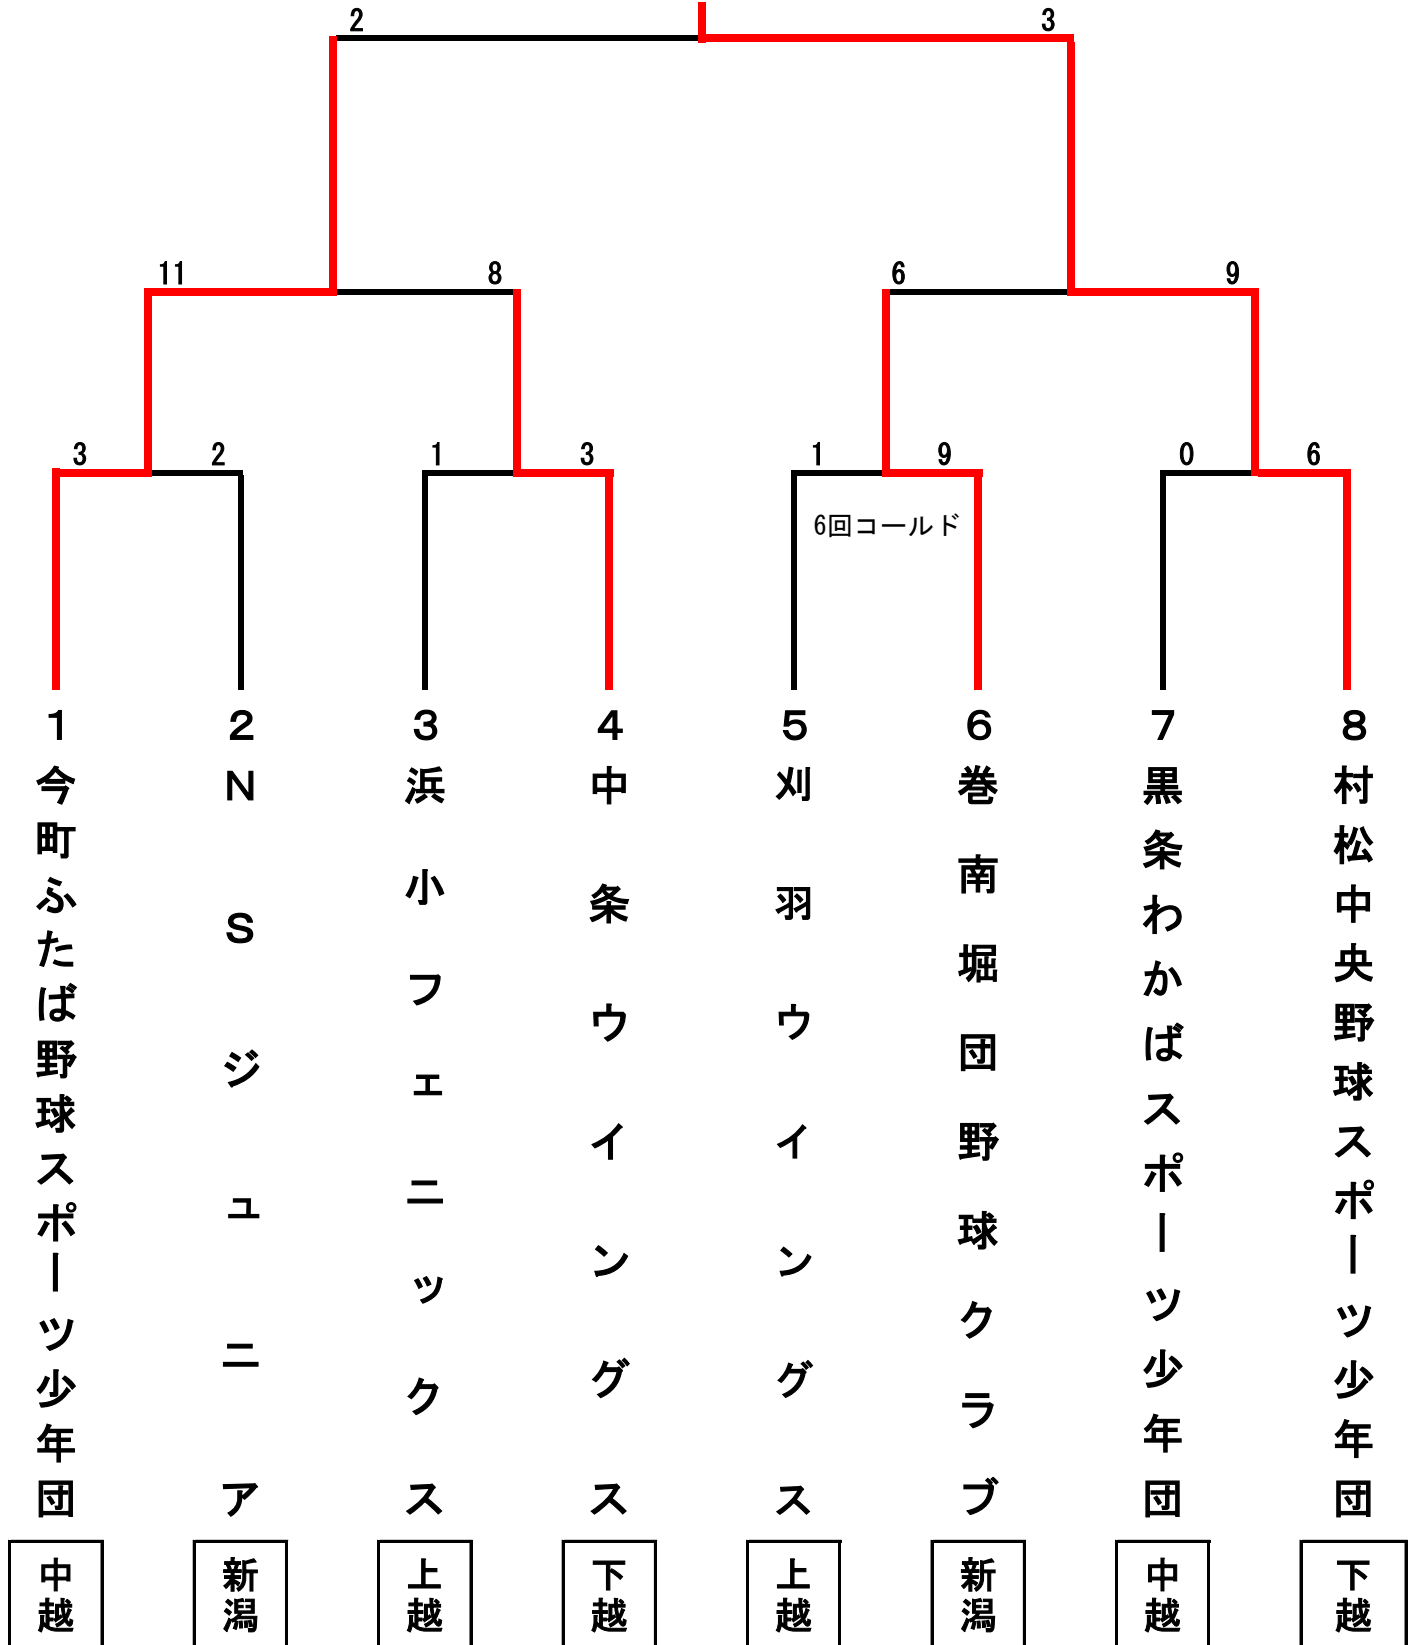 2 3
11 8 6 9
3 2 1 3 1 9 0 6
6回コールド
1 2 3 4 5 6 7 8
今町ふたば野球スポーツ少年団
NSジュニア
浜小フェニックス
中条ウイングス
刈羽ウイングス
巻南堀団野球クラブ
黒条わかばスポーツ少年団
村松中央野球スポーツ少年団
中越
新潟
上越
下越
上越
新潟
中越
下越